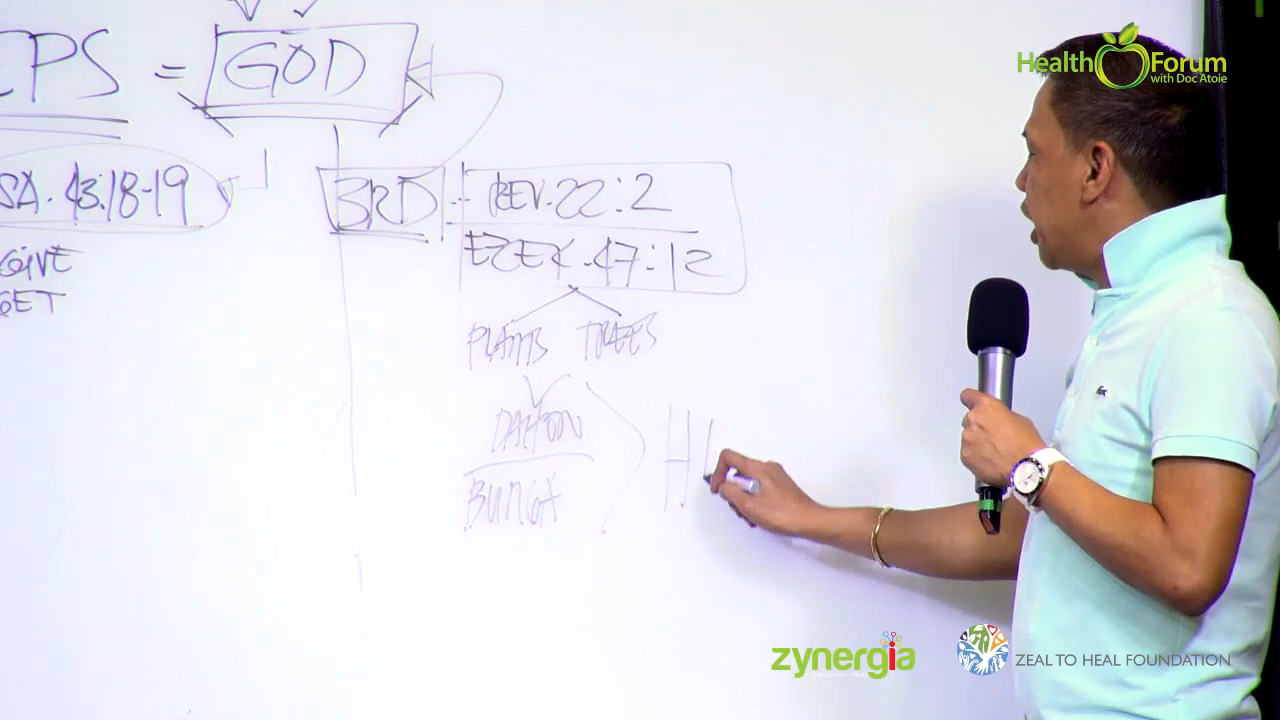 Health Forum
with Doc Atoie
= GOD
SA. 43:18-19
3RD
REV. 22:2
EZEK. 47:12
GIVE
GET
PLANTS TREES
DAHON
BUNGA
H
zynergia
ZEAL TO HEAL FOUNDATION